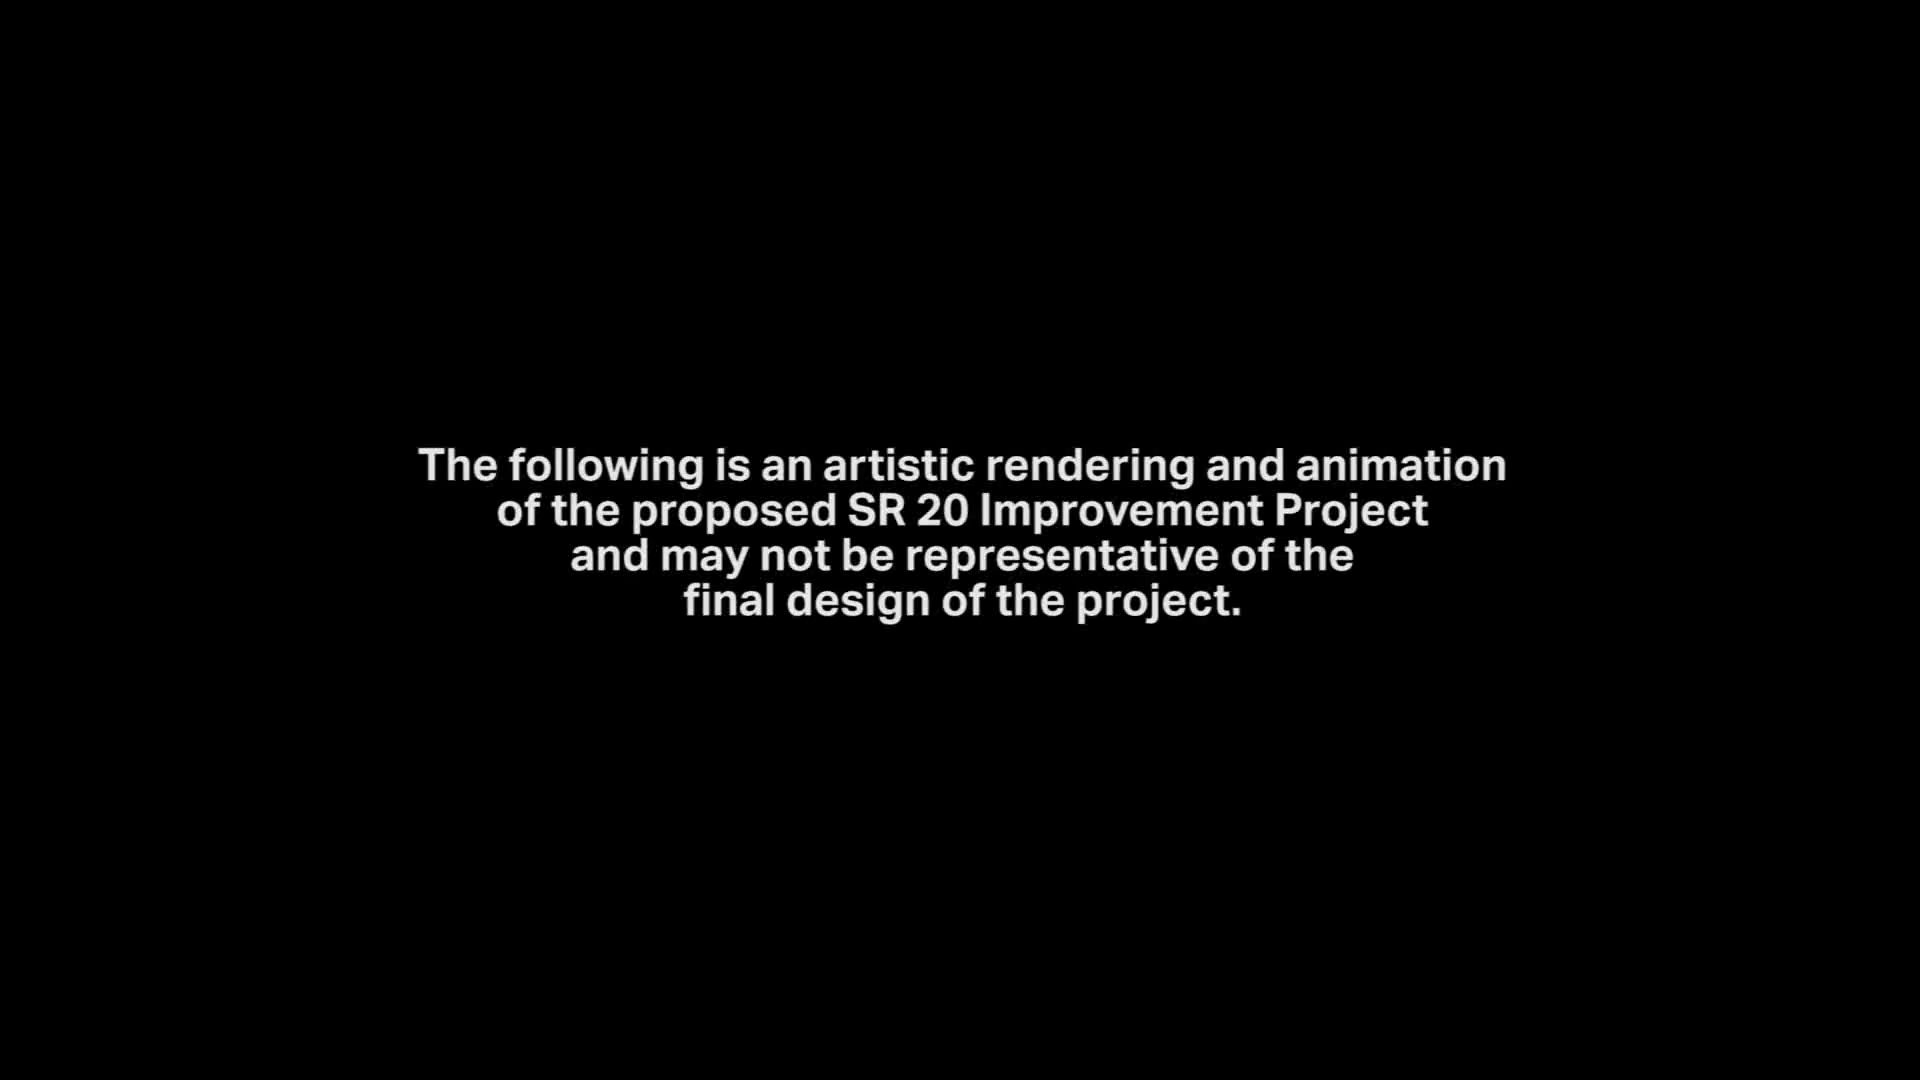 The following is an artistic rendering and animation
of the proposed SR 20 Improvement Project
and may not be representative of the
final design of the project.